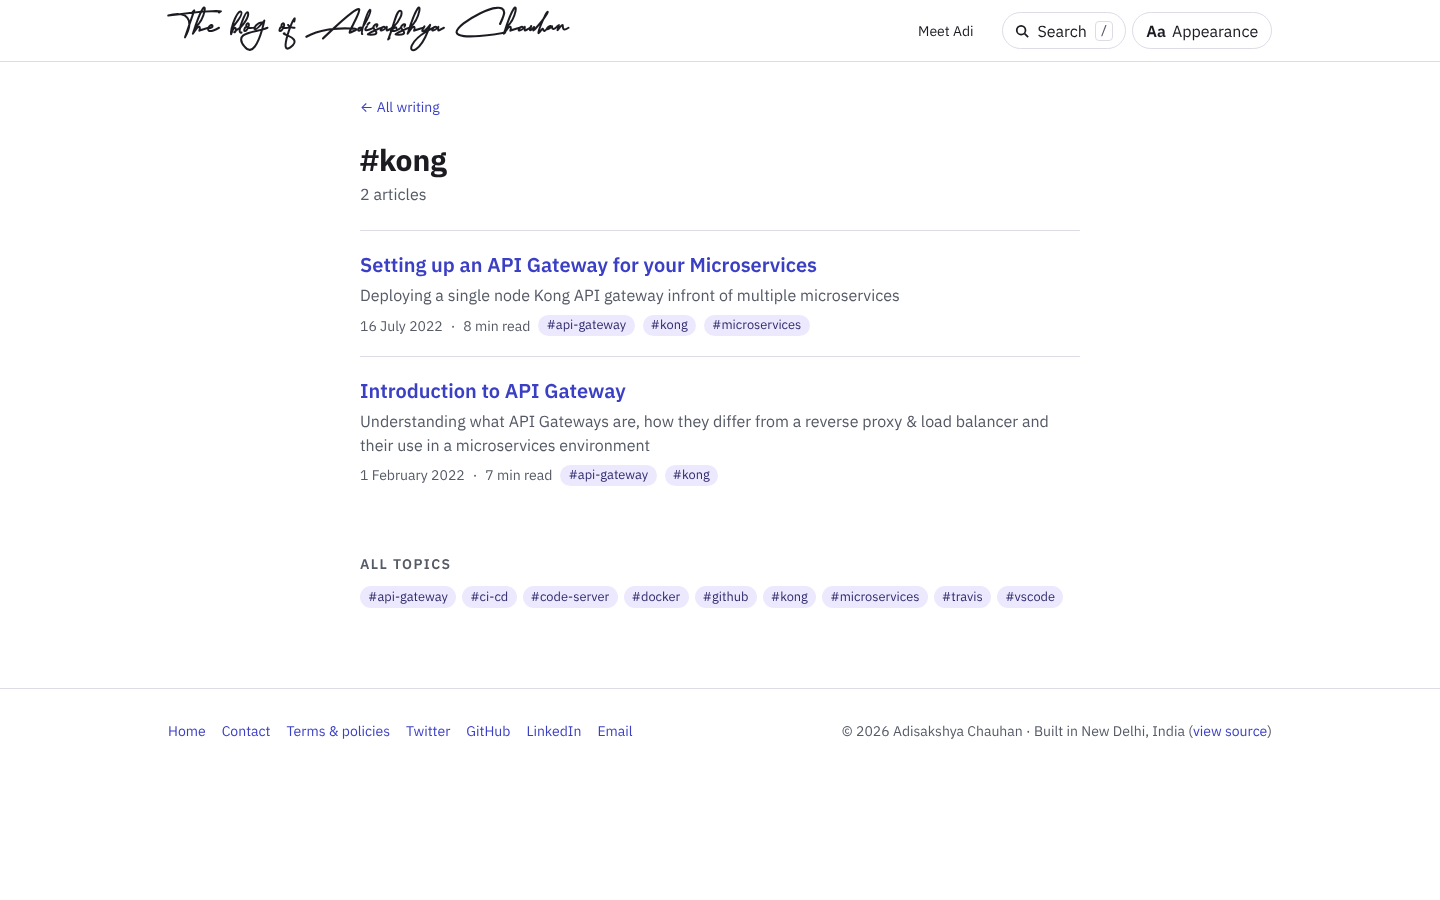 The blog of Adisakshya Chauhan
Meet Adi
Search /
Aa Appearance
← All writing
#kong
2 articles
Setting up an API Gateway for your Microservices
Deploying a single node Kong API gateway infront of multiple microservices
16 July 2022 · 8 min read #api-gateway #kong #microservices
Introduction to API Gateway
Understanding what API Gateways are, how they differ from a reverse proxy & load balancer and
their use in a microservices environment
1 February 2022 · 7 min read #api-gateway #kong
ALL TOPICS
#api-gateway #ci-cd #code-server #docker #github #kong #microservices #travis #vscode
Home Contact Terms & policies Twitter GitHub LinkedIn Email
© 2026 Adisakshya Chauhan · Built in New Delhi, India (view source)